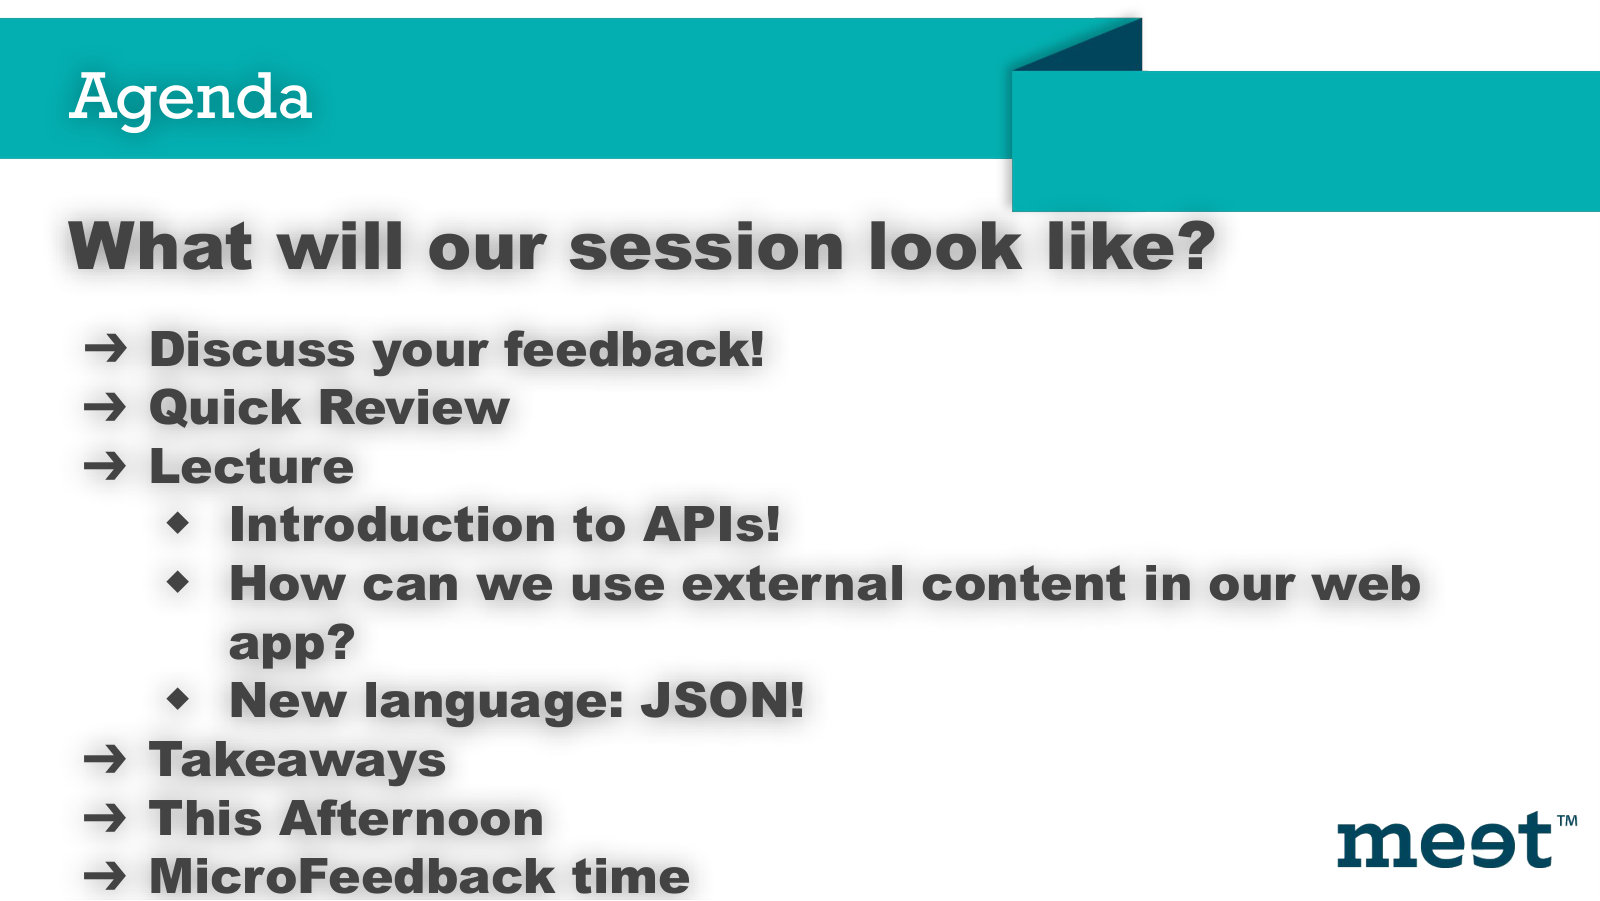 Agenda
What will our session look like?
➔ Discuss your feedback!
➔ Quick Review
➔ Lecture
◆ Introduction to APIs!
◆ How can we use external content in our web
app?
◆ New language: JSON!
➔ Takeaways
➔ This Afternoon
➔ MicroFeedback time
meet™